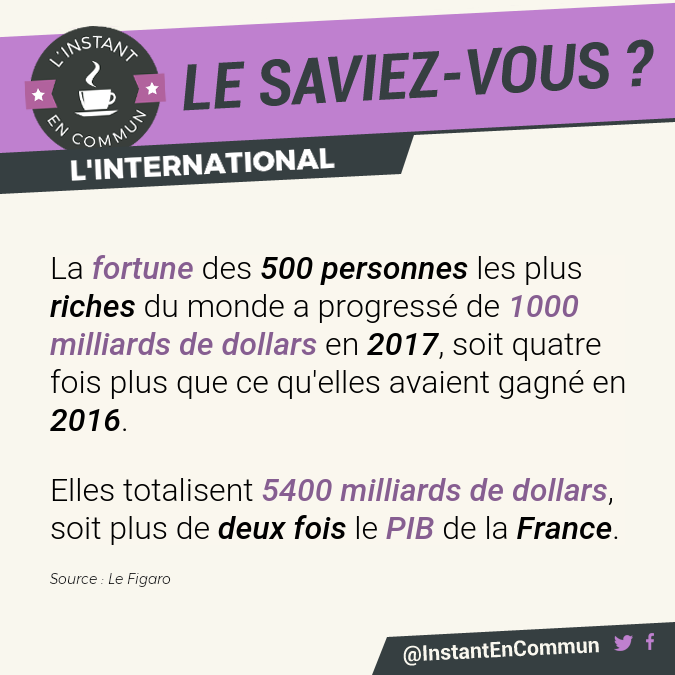 L'INSTANT
EN COMMUN
LE SAVIEZ-VOUS ?
L'INTERNATIONAL
La fortune des 500 personnes les plus
riches du monde a progressé de 1000
milliards de dollars en 2017, soit quatre
fois plus que ce qu'elles avaient gagné en
2016.
Elles totalisent 5400 milliards de dollars,
soit plus de deux fois le PIB de la France.
Source : Le Figaro
@InstantEnCommun